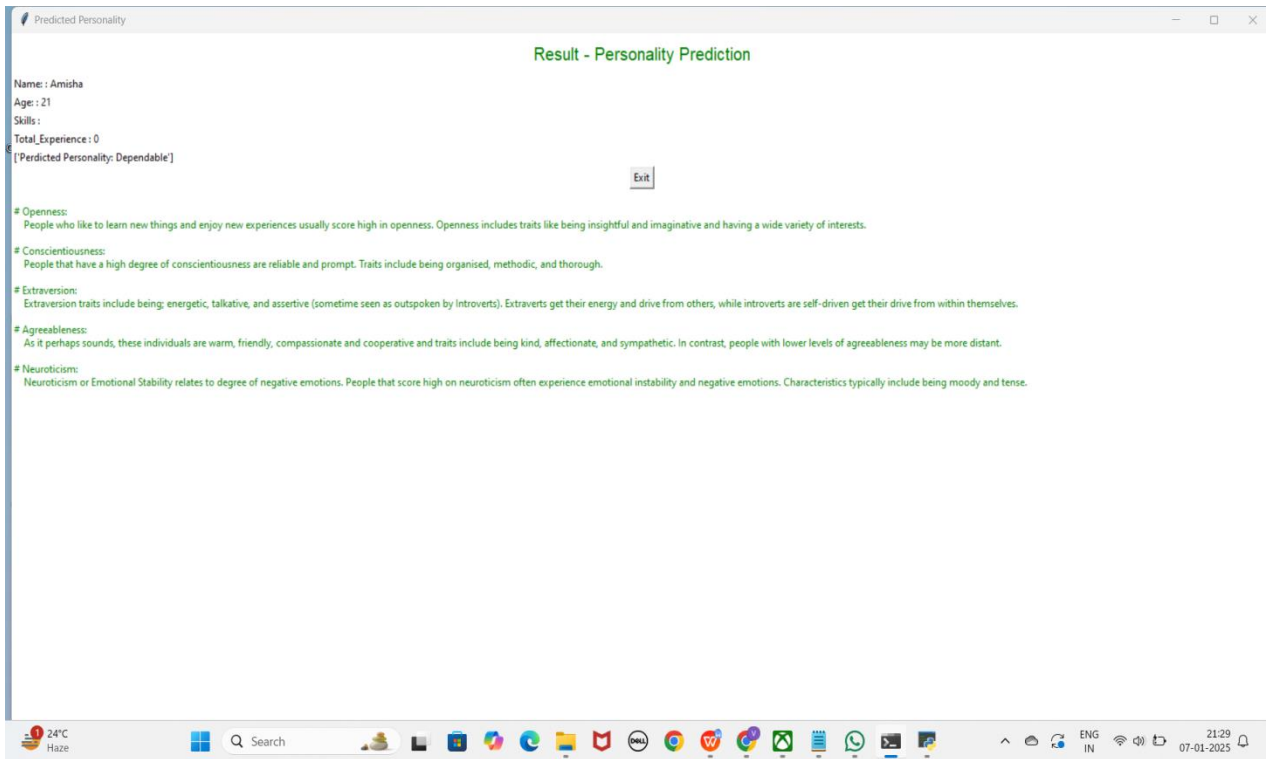 Predicted Personality
Result - Personality Prediction
Name: : Amisha
Age: : 21
Skills :
Total_Experience : 0
['Perdicted Personality: Dependable']
Exit
# Openness:
People who like to learn new things and enjoy new experiences usually score high in openness. Openness includes traits like being insightful and imaginative and having a wide variety of interests.
# Conscientiousness:
People that have a high degree of conscientiousness are reliable and prompt. Traits include being organised, methodic, and thorough.
# Extraversion:
Extraversion traits include being; energetic, talkative, and assertive (sometime seen as outspoken by Introverts). Extraverts get their energy and drive from others, while introverts are self-driven get their drive from within themselves.
# Agreeableness:
As it perhaps sounds, these individuals are warm, friendly, compassionate and cooperative and traits include being kind, affectionate, and sympathetic. In contrast, people with lower levels of agreeableness may be more distant.
# Neuroticism:
Neuroticism or Emotional Stability relates to degree of negative emotions. People that score high on neuroticism often experience emotional instability and negative emotions. Characteristics typically include being moody and tense.
1
24°C
Haze
Search
DELL
ENG
IN
21:29
07-01-2025